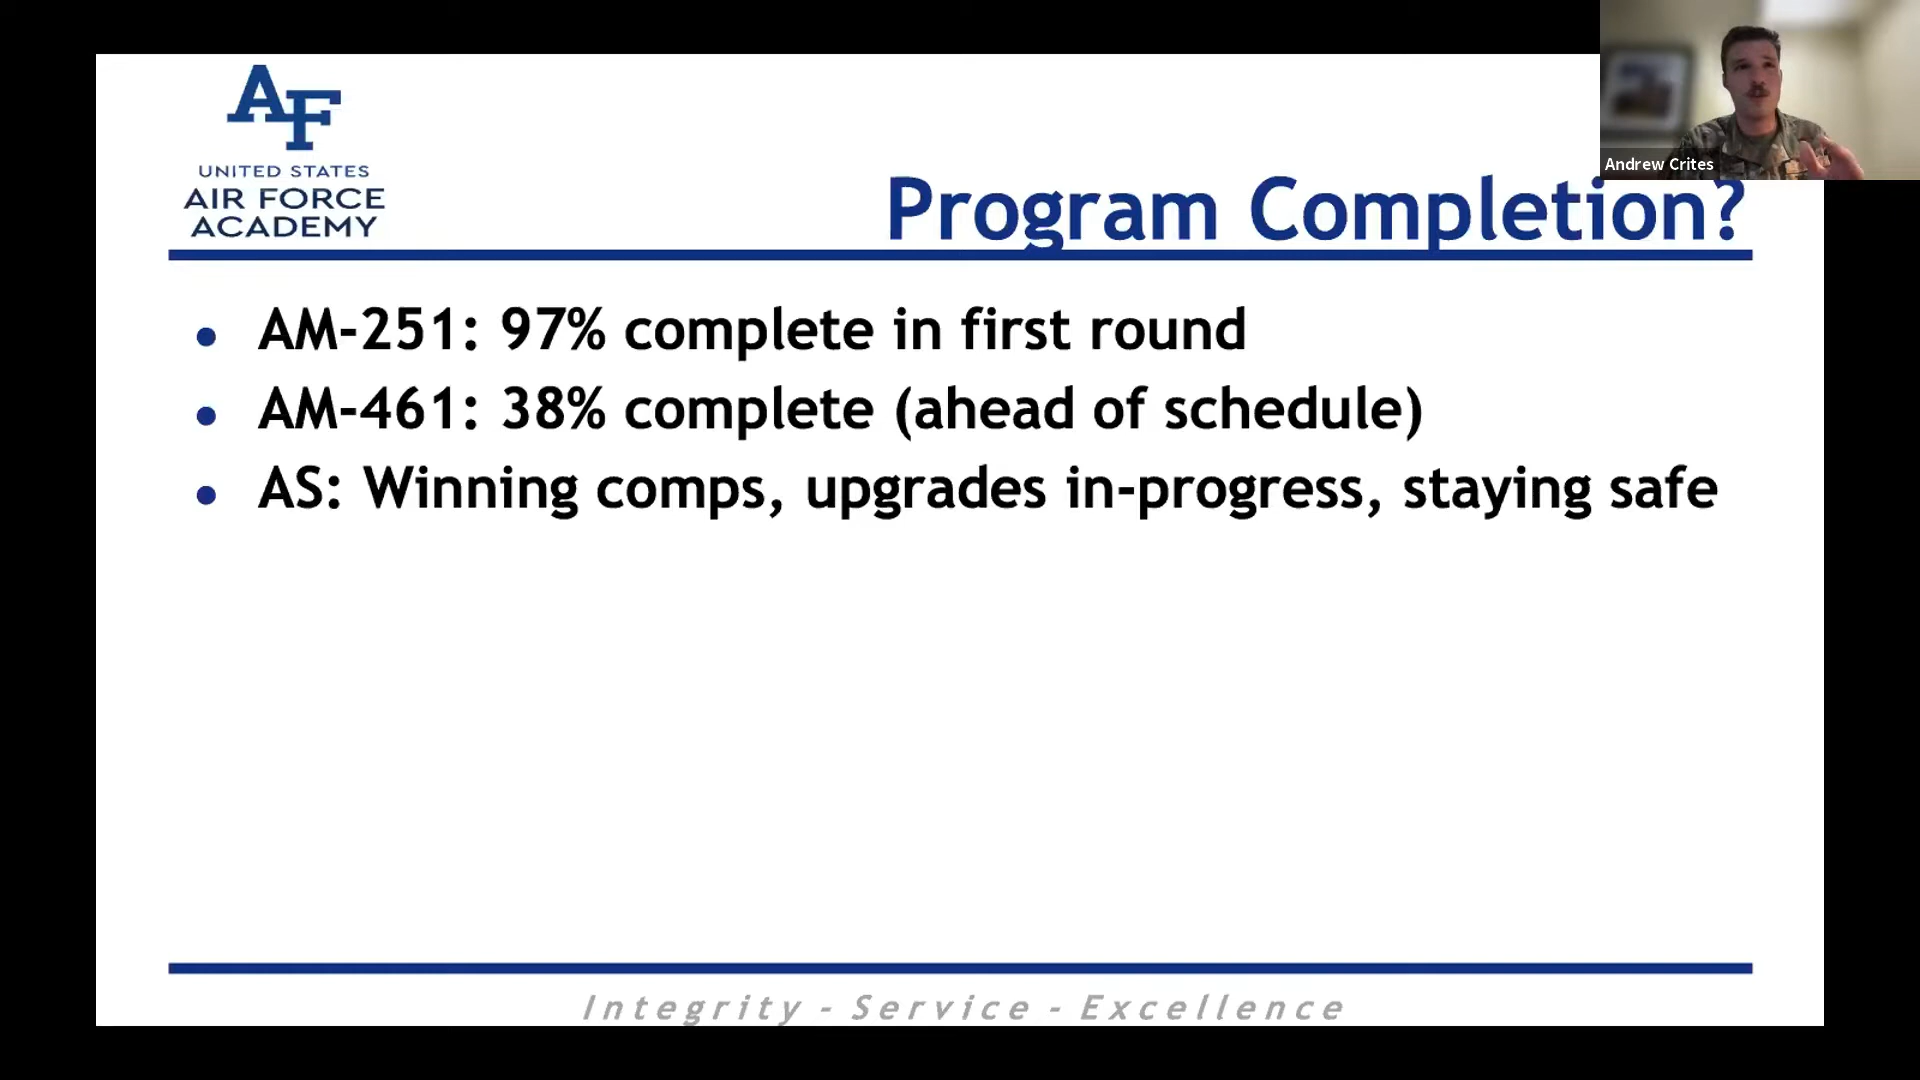 AF
UNITED STATES
AIR FORCE
ACADEMY
Andrew Crites
Program Completion?
• AM-251: 97% complete in first round
• AM-461: 38% complete (ahead of schedule)
• AS: Winning comps, upgrades in-progress, staying safe
Integrity - Service - Excellence